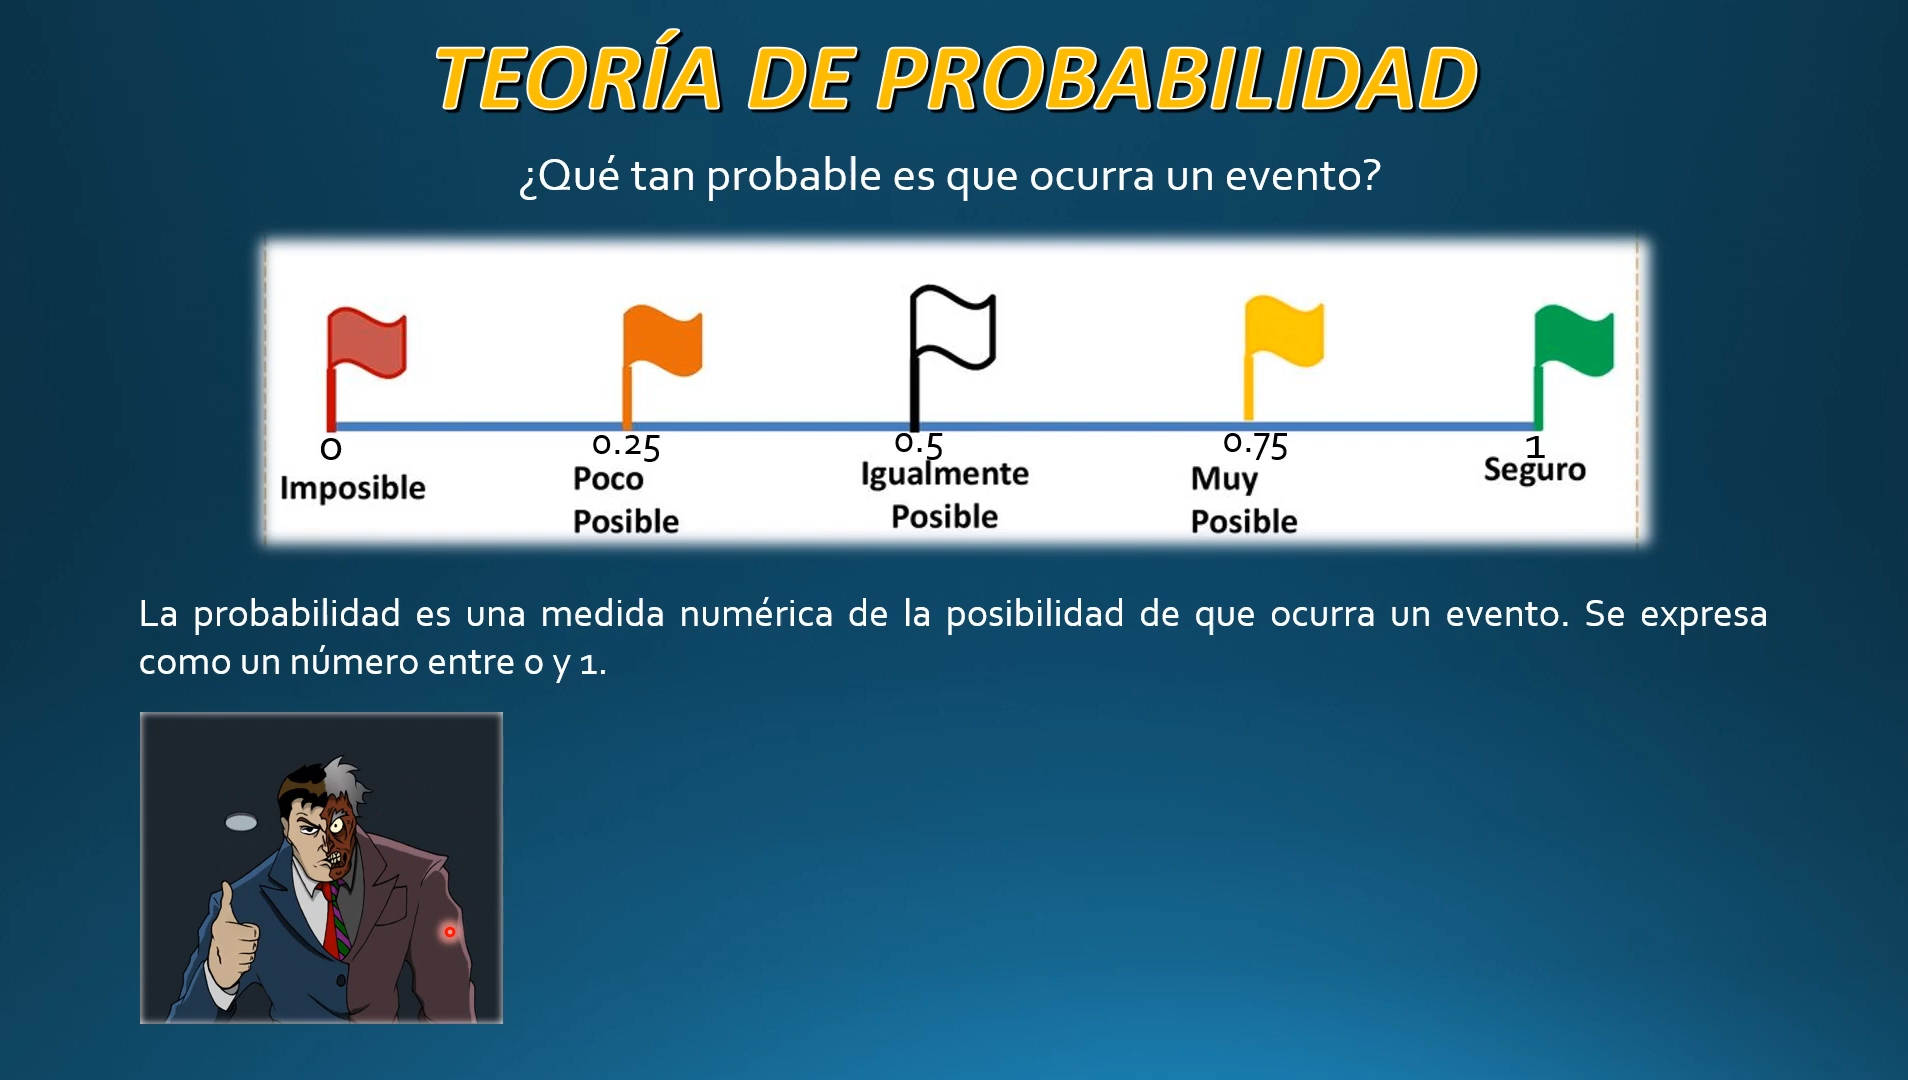 TEORÍA DE PROBABILIDAD
¿Qué tan probable es que ocurra un evento?
0 0.25 0.5 0.75 1
Imposible
Poco
Posible
Igualmente
Posible
Muy
Posible
Seguro
La probabilidad es una medida numérica de la posibilidad de que ocurra un evento. Se expresa
como un número entre 0 y 1.